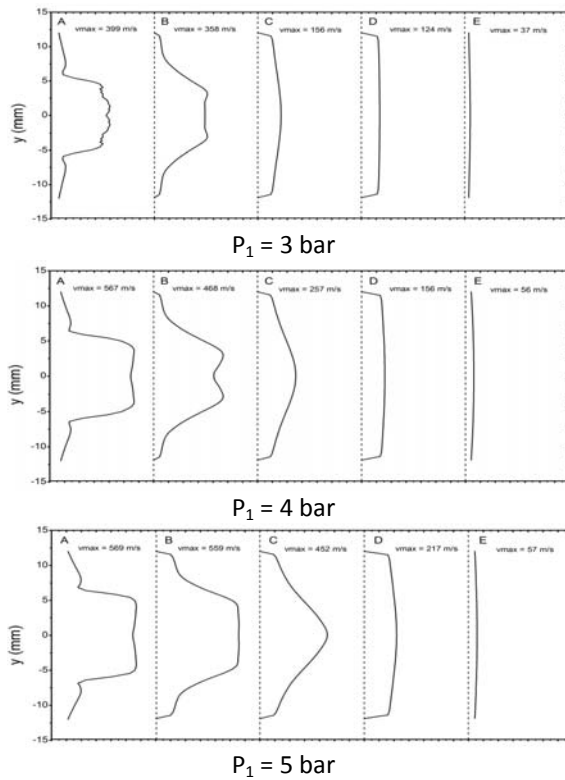 A B C D E
vmax = 399 m/s vmax = 358 m/s vmax = 156 m/s vmax = 124 m/s vmax = 37 m/s
15
10
5
0
-5
-10
-15
y (mm)
P₁ = 3 bar
A B C D E
vmax = 567 m/s vmax = 468 m/s vmax = 257 m/s vmax = 156 m/s vmax = 56 m/s
15
10
5
0
-5
-10
-15
y (mm)
P₁ = 4 bar
A B C D E
vmax = 569 m/s vmax = 559 m/s vmax = 452 m/s vmax = 217 m/s vmax = 57 m/s
15
10
5
0
-5
-10
-15
y (mm)
P₁ = 5 bar